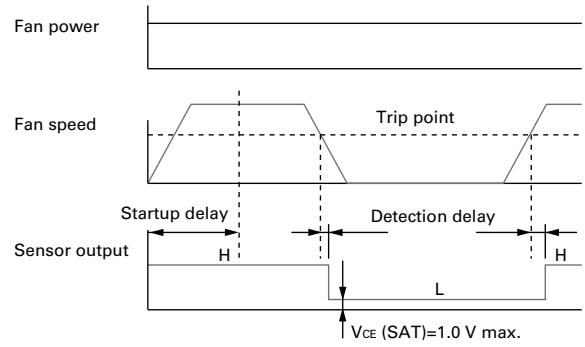 Fan power
Fan speed
Trip point
Startup delay
Detection delay
Sensor output
H
H
L
VCE (SAT)=1.0 V max.